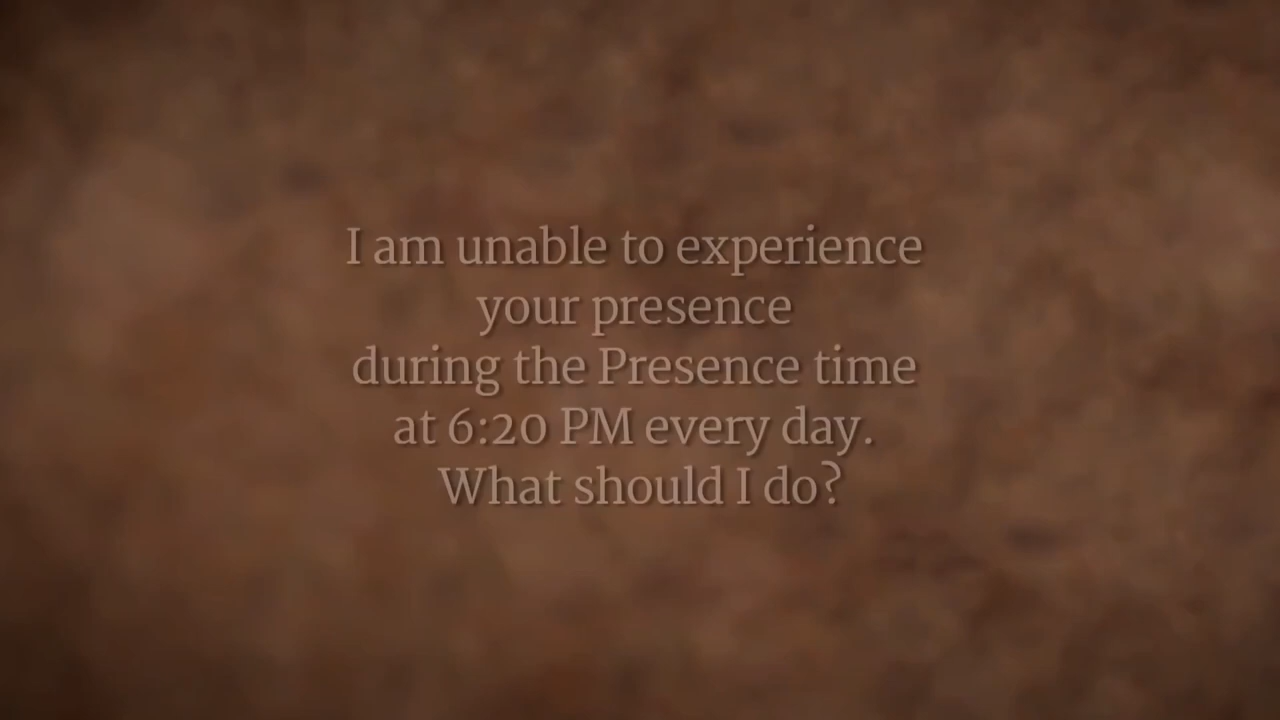 I am unable to experience
your presence
during the Presence time
at 6:20 PM every day.
What should I do?